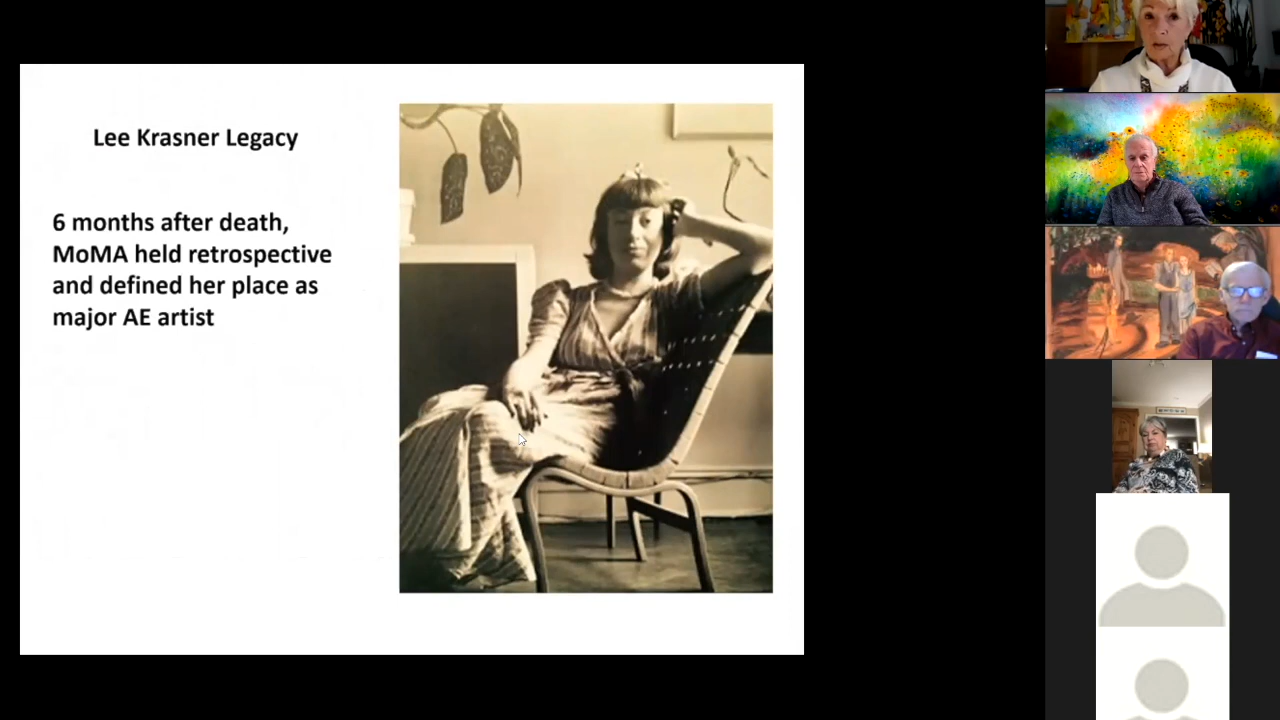 Lee Krasner Legacy
6 months after death,
MoMA held retrospective
and defined her place as
major AE artist